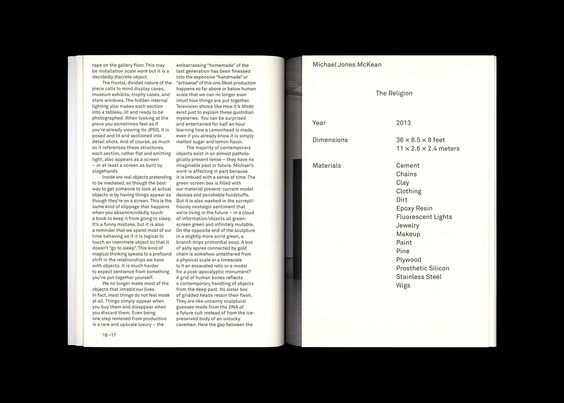 tape on the gallery floor. This may
be installation scale work but it is a
decidedly discrete object.
The frontal, divided nature of the
piece calls to mind display cases,
museum exhibits, trophy cases, and
store windows. The hidden internal
lighting also makes each section
into a tableau, lit and ready to be
photographed. When looking at the
piece you sometimes feel as if
you're already viewing its JPEG. It is
posed and lit and sectioned into
detail shots. And of course, as much
as it references these structures,
each section, rather flat and emitting
light, also appears as a screen
– or at least a screen as built by
stagehands.
Inside are real objects pretending
to be mediated, as though the best
way to get someone to look at actual
objects is by having things appear as
though they're on a screen. This is the
same kind of slippage that happens
when you absentmindedly touch
a book to keep it from going to sleep.
It's a funny mistake, but it is also
a reminder that we spend most of our
time behaving as if it is logical to
touch an inanimate object so that it
doesn't "go to sleep". This kind of
magical thinking speaks to a profound
shift in the relationships we have
with objects. It is much harder
to expect sentience from something
you've put together yourself.
We no longer make most of the
objects that inhabit our lives.
In fact, most things do not feel made
at all. Things simply appear when
you buy them and disappear when
you discard them. Even being
one step removed from production
is a rare and upscale luxury – the
16–17
embarrassing "homemade" of the
last generation has been finessed
into the expensive "handmade" or
"artisanal" of this one. Most production
happens so far above or below human
scale that we can no longer even
intuit how things are put together.
Television shows like How It's Made
exist just to explain these quotidian
mysteries. You can be surprised
and entertained for half an hour
learning how a Lemonhead is made,
even if you already know it is simply
melted sugar and lemon flavor.
The majority of contemporary
objects exist in an almost patholo-
gically present tense – they have no
imaginable past or future. Michael's
work is affecting in part because
it is imbued with a sense of time. The
green screen box is filled with
our material present: current model
devices and perishable foodstuffs.
But it is also washed in the surrepti-
tiously nostalgic sentiment that
we're living in the future – in a cloud
of information/objects all green-
screen green and infinitely mutable.
On the opposite end of the sculpture
in a slightly more acrid green, a
branch drips primordial soup. A box
of ashy spires connected by gold
chain is somehow untethered from
a physical scale or a timescale.
Is it an excavated relic or a model
for a post-apocalyptic monument?
A grid of human bones reflects
a contemporary handling of objects
from the deep past. Its sister box
of gridded heads retain their flesh.
They are like uncanny sculptural
guesses made from the DNA of
a future cult instead of from the ice-
preserved body of an unlucky
caveman. Here the gap between the
Michael Jones McKean
The Religion
Year 2013
Dimensions 36 × 8.5 × 8 feet
11 × 2.6 × 2.4 meters
Materials Cement
Chains
Clay
Clothing
Dirt
Epoxy Resin
Fluorescent Lights
Jewelry
Makeup
Paint
Pine
Plywood
Prosthetic Silicon
Stainless Steel
Wigs